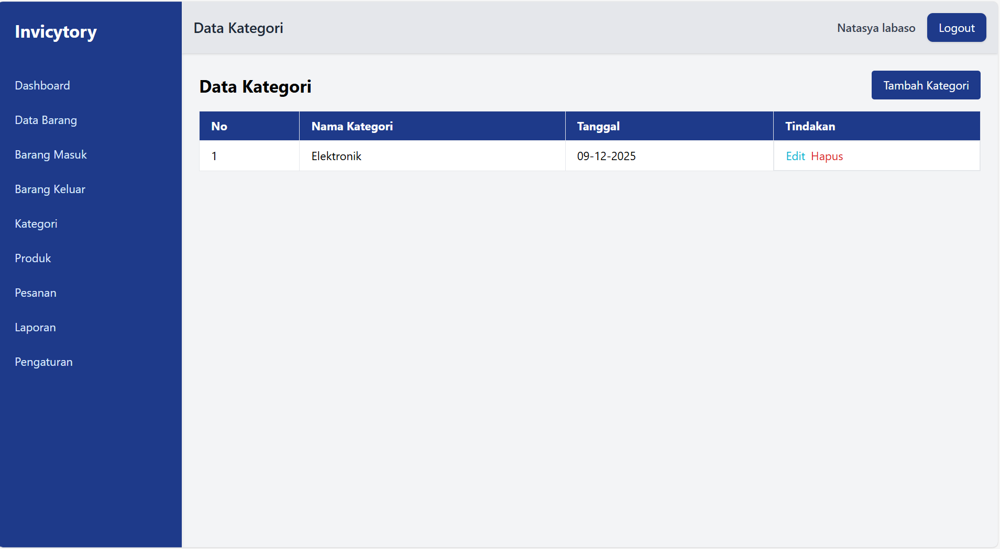 Invicytory
Dashboard
Data Barang
Barang Masuk
Barang Keluar
Kategori
Produk
Pesanan
Laporan
Pengaturan
Data Kategori
Natasya labaso
Logout
Data Kategori
Tambah Kategori
No Nama Kategori Tanggal Tindakan
1 Elektronik 09-12-2025 Edit Hapus